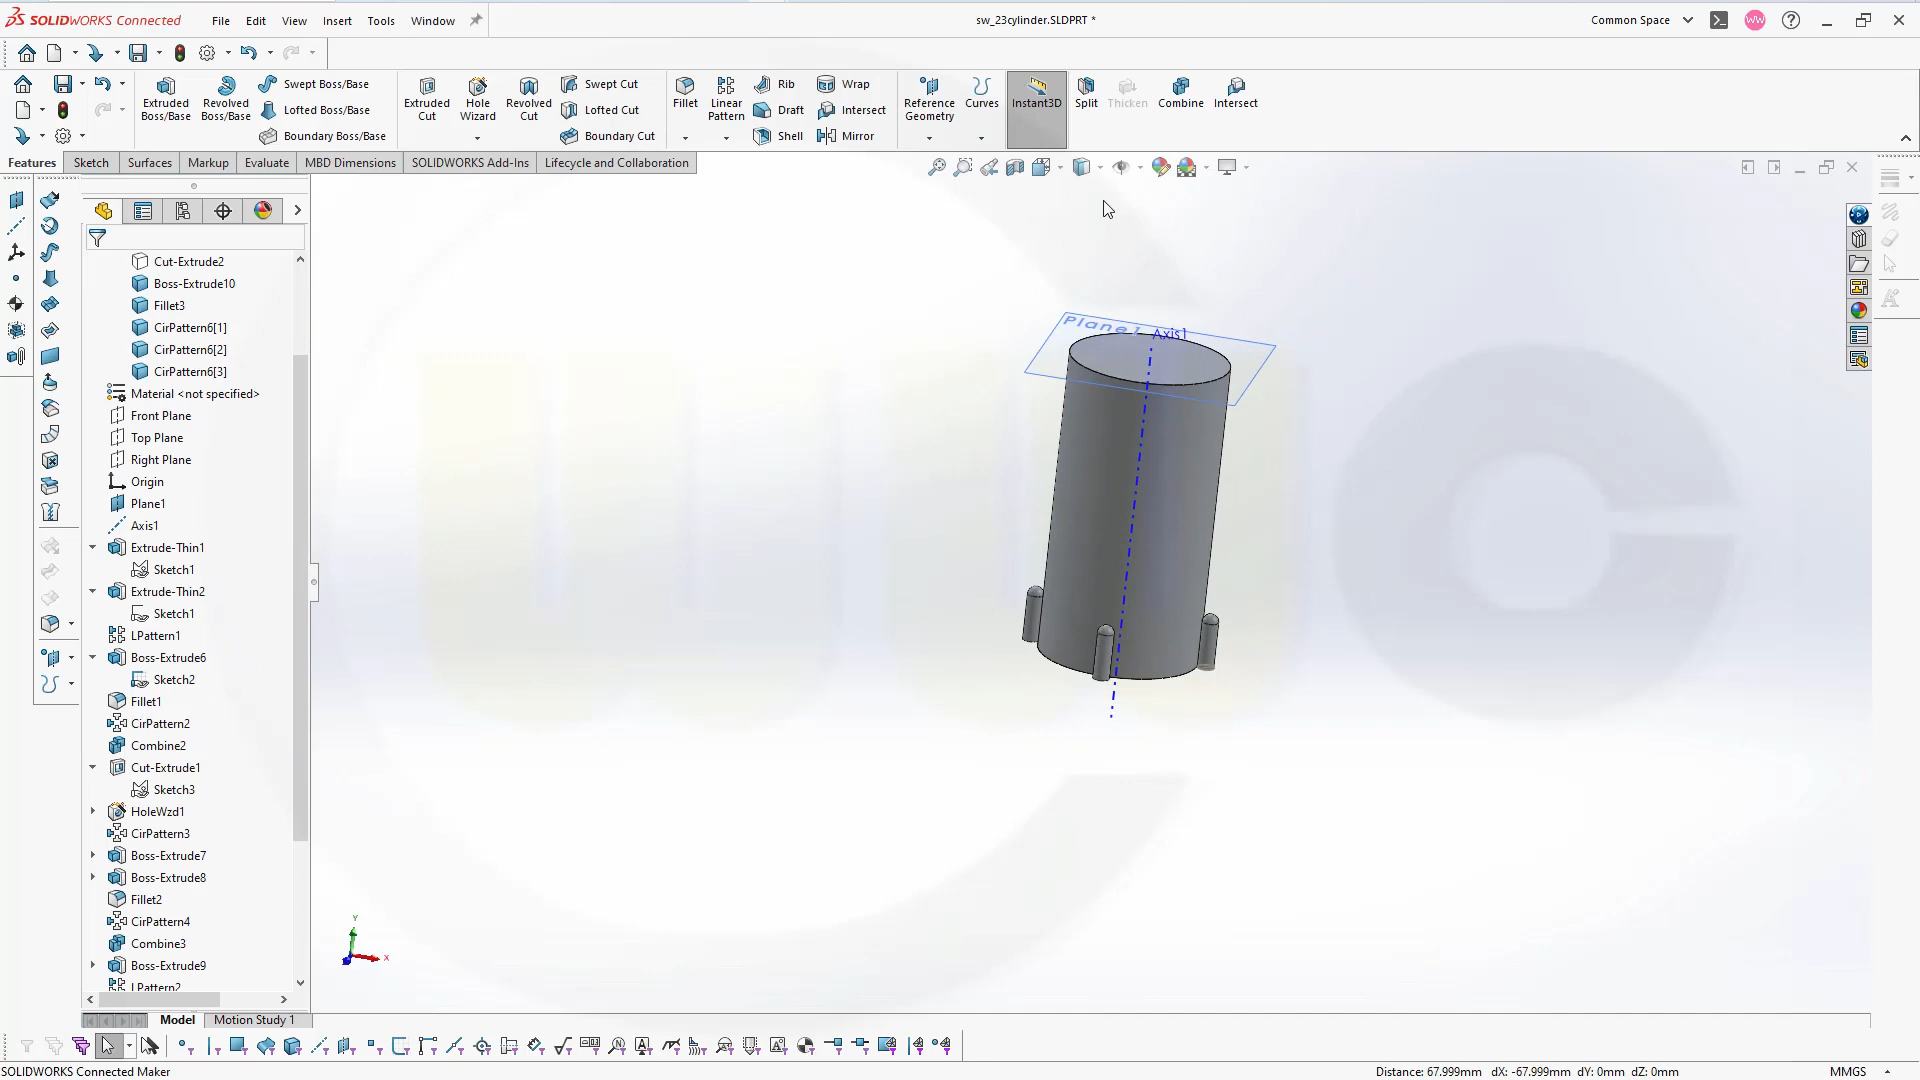 SOLIDWORKS Connected
File Edit View Insert Tools Window
sw_23cylinder.SLDPRT *
Common Space
WW
Extruded Boss/Base
Revolved Boss/Base
Swept Boss/Base
Lofted Boss/Base
Boundary Boss/Base
Extruded Cut
Hole Wizard
Revolved Cut
Swept Cut
Lofted Cut
Boundary Cut
Fillet
Linear Pattern
Rib
Draft
Shell
Wrap
Intersect
Mirror
Reference Geometry
Curves
Instant3D
Split
Thicken
Combine
Intersect
Features Sketch Surfaces Markup Evaluate MBD Dimensions SOLIDWORKS Add-Ins Lifecycle and Collaboration
Cut-Extrude2
Boss-Extrude10
Fillet3
CirPattern6[1]
CirPattern6[2]
CirPattern6[3]
Material <not specified>
Front Plane
Top Plane
Right Plane
Origin
Plane1
Axis1
Extrude-Thin1
Sketch1
Extrude-Thin2
Sketch1
LPattern1
Boss-Extrude6
Sketch2
Fillet1
CirPattern2
Combine2
Cut-Extrude1
Sketch3
HoleWzd1
CirPattern3
Boss-Extrude7
Boss-Extrude8
Fillet2
CirPattern4
Combine3
Boss-Extrude9
LPattern2
Plane1
Axis1
Y
X
Model Motion Study 1
SOLIDWORKS Connected Maker
Distance: 67.999mm dX: -67.999mm dY: 0mm dZ: 0mm
MMGS